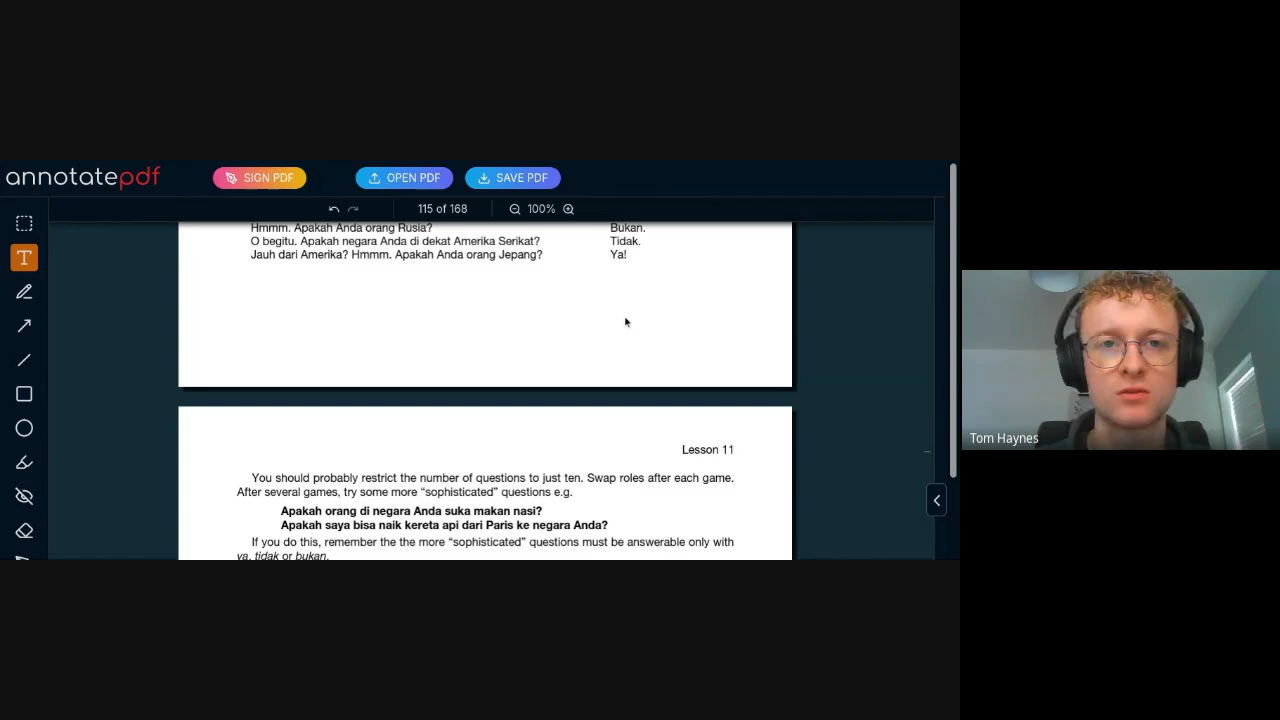 annotatepdf
SIGN PDF
OPEN PDF
SAVE PDF
115 of 168
100%
T
Hmmm. Apakah Anda orang Rusia? Bukan.
O begitu. Apakah negara Anda di dekat Amerika Serikat? Tidak.
Jauh dari Amerika? Hmmm. Apakah Anda orang Jepang? Ya!
Lesson 11
You should probably restrict the number of questions to just ten. Swap roles after each game.
After several games, try some more “sophisticated” questions e.g.
Apakah orang di negara Anda suka makan nasi?
Apakah saya bisa naik kereta api dari Paris ke negara Anda?
If you do this, remember the the more “sophisticated” questions must be answerable only with
ya, tidak or bukan.
Tom Haynes